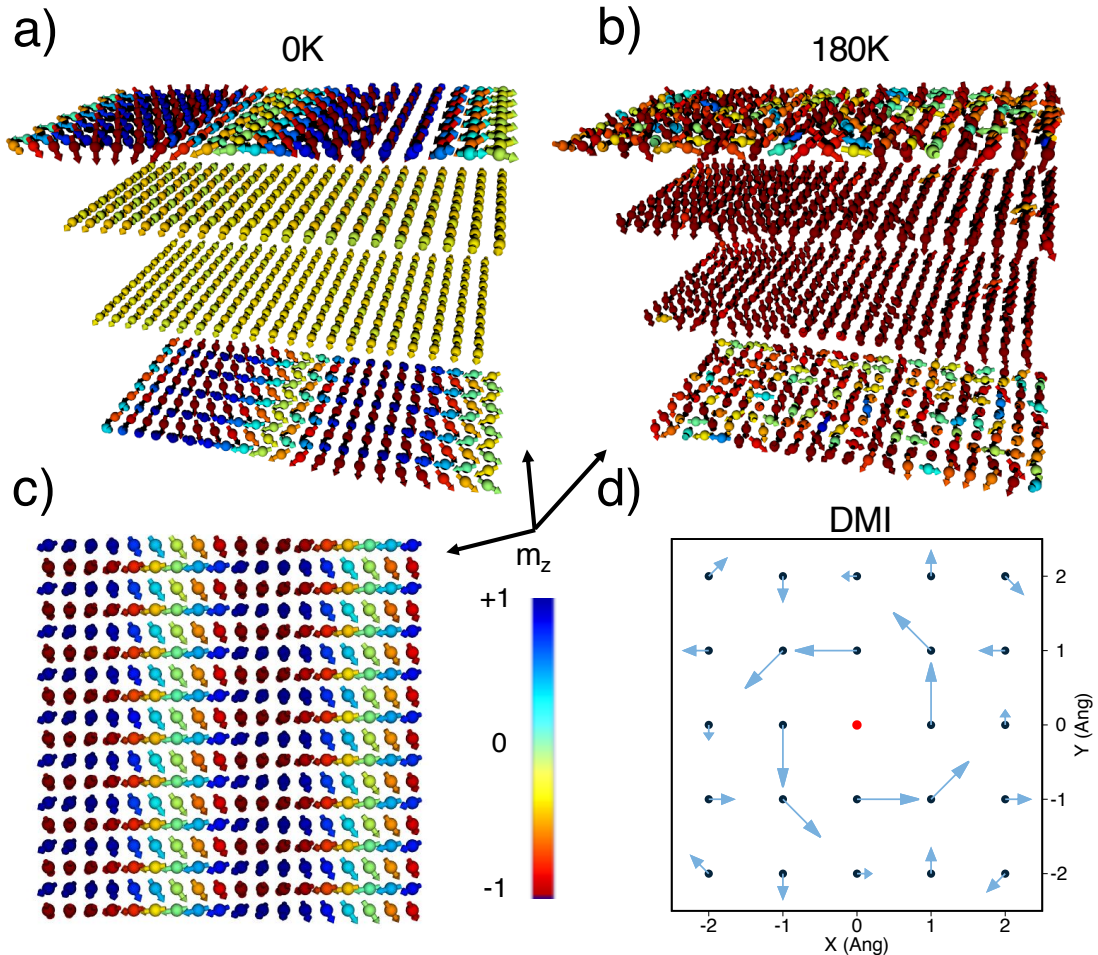 a)
0K
b)
180K
c)
m_z
+1
0
-1
d)
DMI
2
1
0
-1
-2
Y (Ang)
-2 -1 0 1 2
X (Ang)